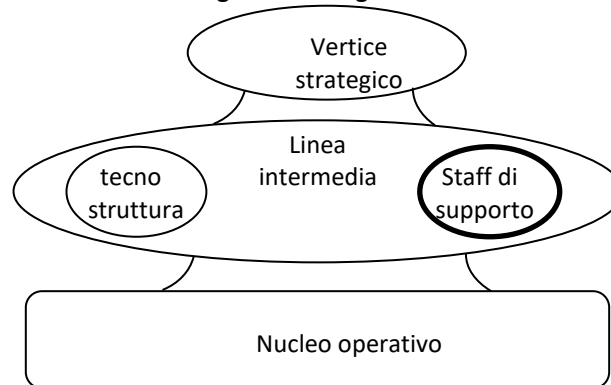 Vertice
strategico
Linea
intermedia
tecno
struttura
Staff di
supporto
Nucleo operativo